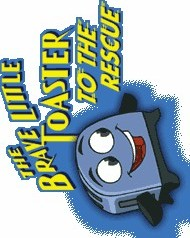 THE
BRAVE LITTLE
TOASTER
TO THE
RESCUE